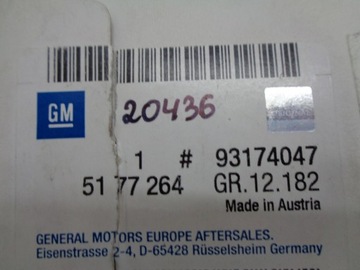 GM
20436
1 # 93174047
51 77 264 GR.12.182
Made in Austria
GENERAL MOTORS EUROPE AFTERSALES.
Eisenstrasse 2-4, D-65428 Rüsselsheim Germany